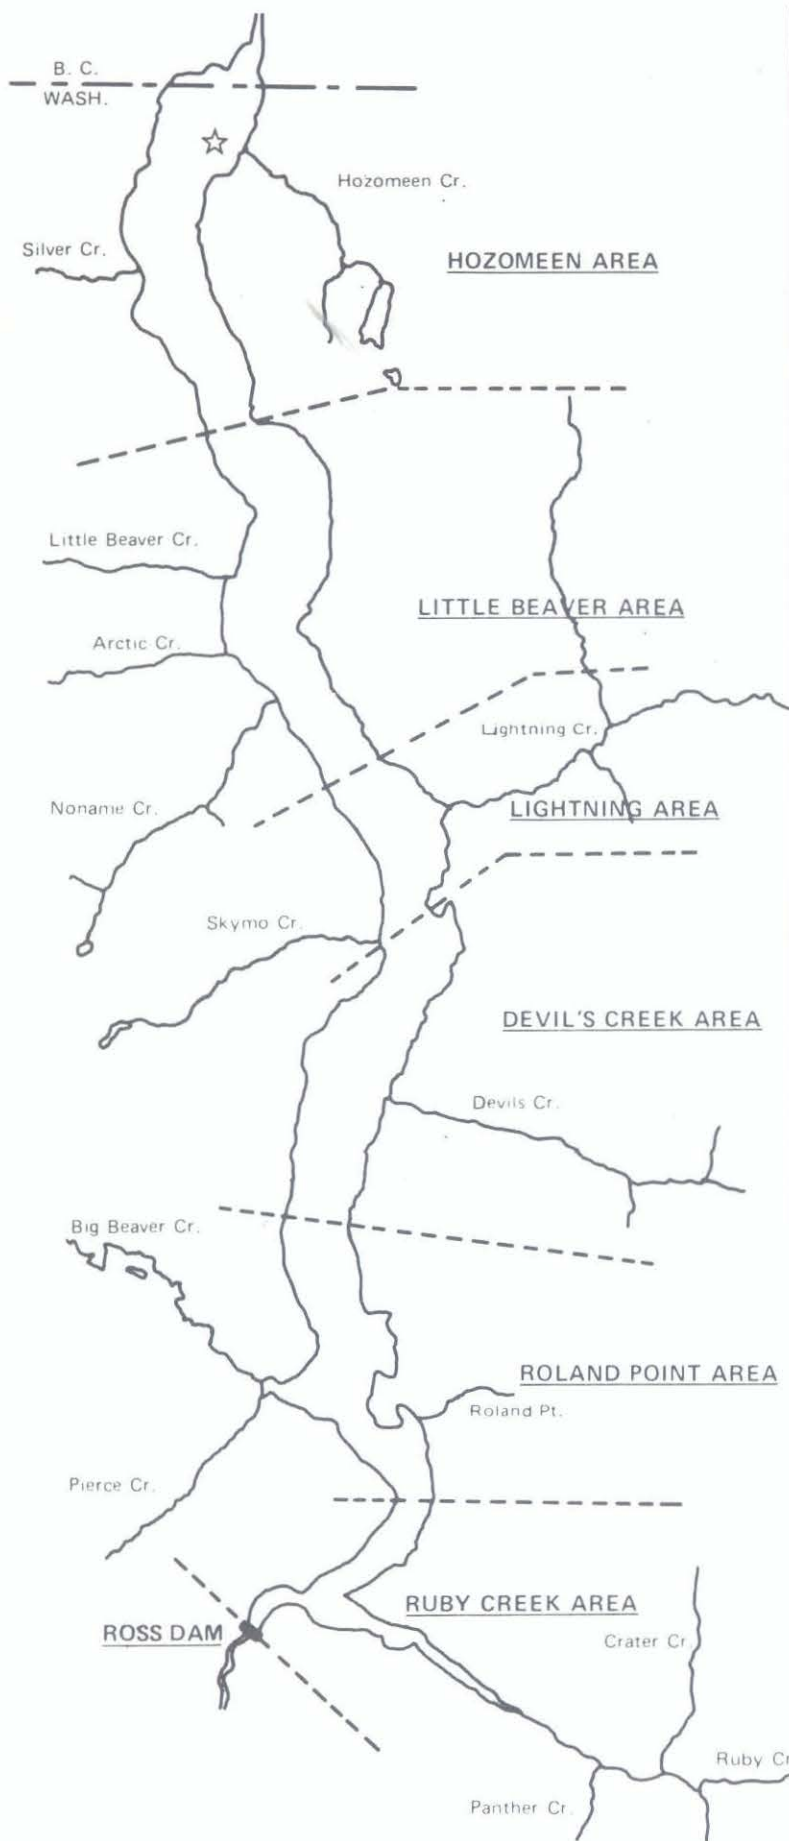 B. C.
WASH.
Hozomeen Cr.
Silver Cr.
HOZOMEEN AREA
Little Beaver Cr.
LITTLE BEAVER AREA
Arctic Cr.
Lightning Cr.
Noname Cr.
LIGHTNING AREA
Skymo Cr.
DEVIL'S CREEK AREA
Devils Cr.
Big Beaver Cr.
ROLAND POINT AREA
Roland Pt.
Pierce Cr.
RUBY CREEK AREA
ROSS DAM
Crater Cr.
Ruby Cr
Panther Cr.